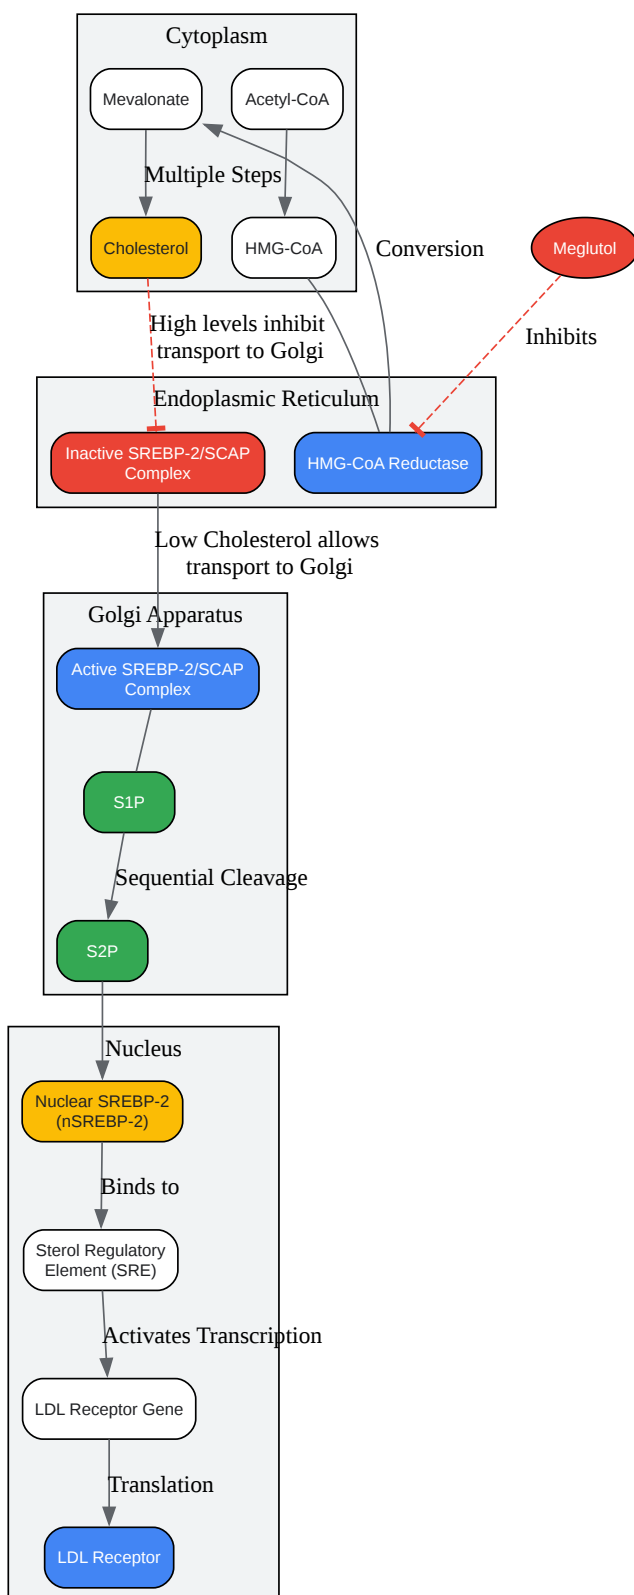 Cytoplasm
Mevalonate
Acetyl-CoA
Multiple Steps
Cholesterol
HMG-CoA
Conversion
Meglutol
High levels inhibit
transport to Golgi
Inhibits
Endoplasmic Reticulum
Inactive SREBP-2/SCAP
Complex
HMG-CoA Reductase
Low Cholesterol allows
transport to Golgi
Golgi Apparatus
Active SREBP-2/SCAP
Complex
S1P
Sequential Cleavage
S2P
Nucleus
Nuclear SREBP-2
(nSREBP-2)
Binds to
Sterol Regulatory
Element (SRE)
Activates Transcription
LDL Receptor Gene
Translation
LDL Receptor